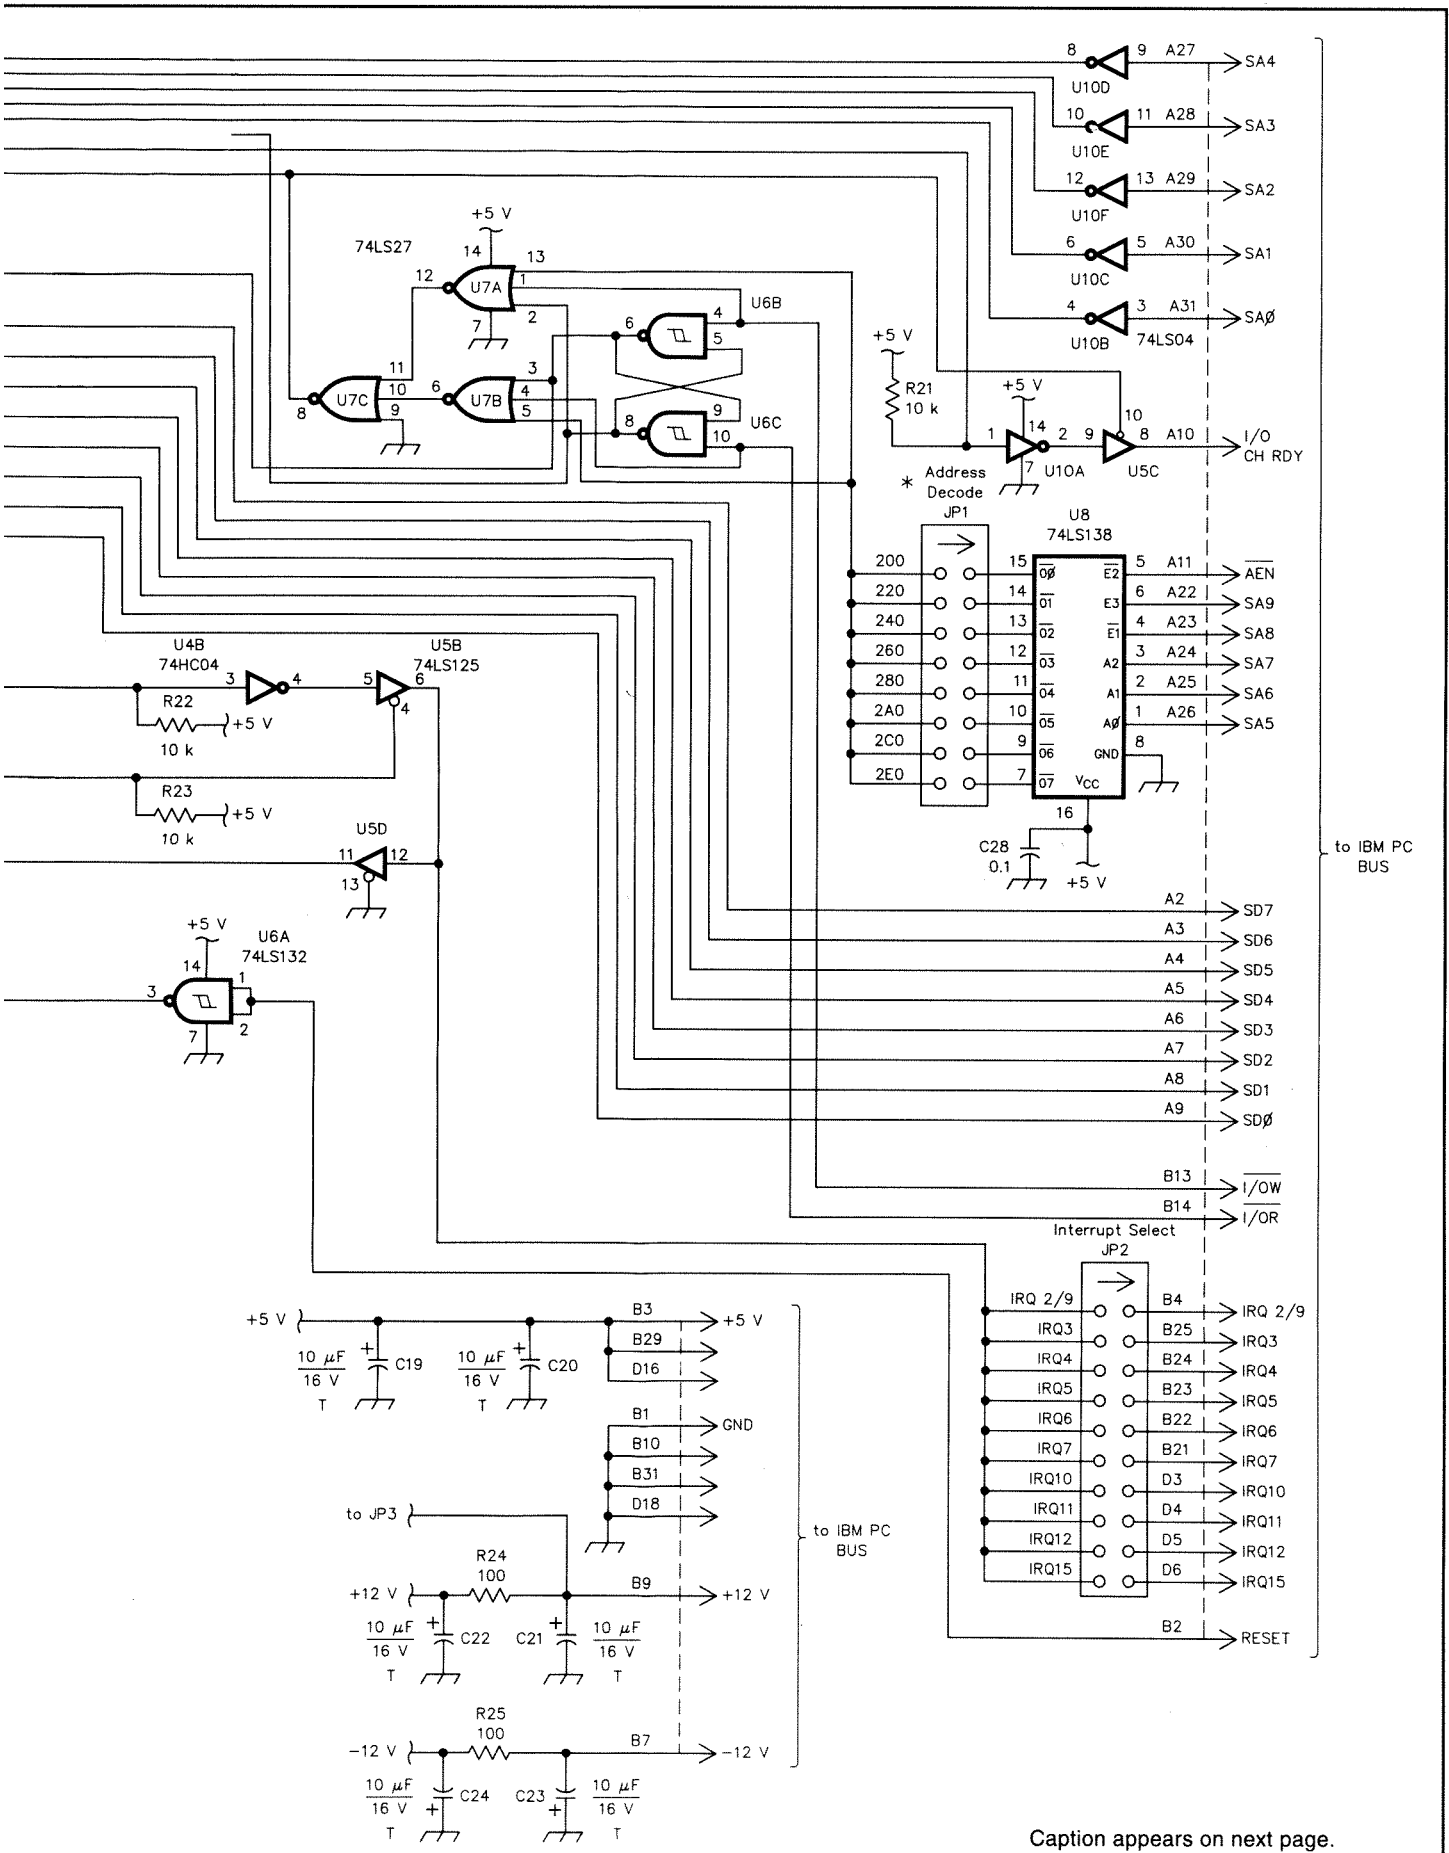 8 9 A27 SA4
U10D
10 11 A28 SA3
U10E
12 13 A29 SA2
U10F
6 5 A30 SA1
U10C
4 3 A31 SAØ
U10B 74LS04
+5 V
74LS27
14
12 U7A 13
1
2
7
U6B
6 4
5
11
U7C 10
8 9
6 U7B 3
4
5
8 9
10
U6C
+5 V
R21
10 k
+5 V
1 14 2
7 U10A
10
9 8 A10 I/O
CH RDY
U5C
* Address
Decode
JP1
U8
74LS138
200 15 OØ E2 5 A11 AEN
220 14 O1 E3 6 A22 SA9
240 13 O2 E1 4 A23 SA8
260 12 O3 A2 3 A24 SA7
280 11 O4 A1 2 A25 SA6
2A0 10 O5 AØ 1 A26 SA5
2C0 9 O6 GND 8
2E0 7 O7 VCC
16
C28
0.1
+5 V
to IBM PC
BUS
U4B
74HC04
3 4
U5B
74LS125
5 6
4
R22
10 k
+5 V
R23
10 k
+5 V
U5D
11 12
13
+5 V
U6A
74LS132
14
3 1
2
7
A2 SD7
A3 SD6
A4 SD5
A5 SD4
A6 SD3
A7 SD2
A8 SD1
A9 SDØ
B13 I/OW
B14 I/OR
Interrupt Select
JP2
IRQ 2/9 B4 IRQ 2/9
IRQ3 B25 IRQ3
IRQ4 B24 IRQ4
IRQ5 B23 IRQ5
IRQ6 B22 IRQ6
IRQ7 B21 IRQ7
IRQ10 D3 IRQ10
IRQ11 D4 IRQ11
IRQ12 D5 IRQ12
IRQ15 D6 IRQ15
B2 RESET
+5 V B3 +5 V
B29
D16
10 µF
16 V
T
+ C19
10 µF
16 V
T
+ C20
B1 GND
B10
B31
D18
to JP3
to IBM PC
BUS
R24
100
+12 V B9 +12 V
10 µF
16 V
T
+ C22
C21 +
10 µF
16 V
T
R25
100
-12 V B7 -12 V
10 µF
16 V
T
+ C24
C23 +
10 µF
16 V
T
Caption appears on next page.